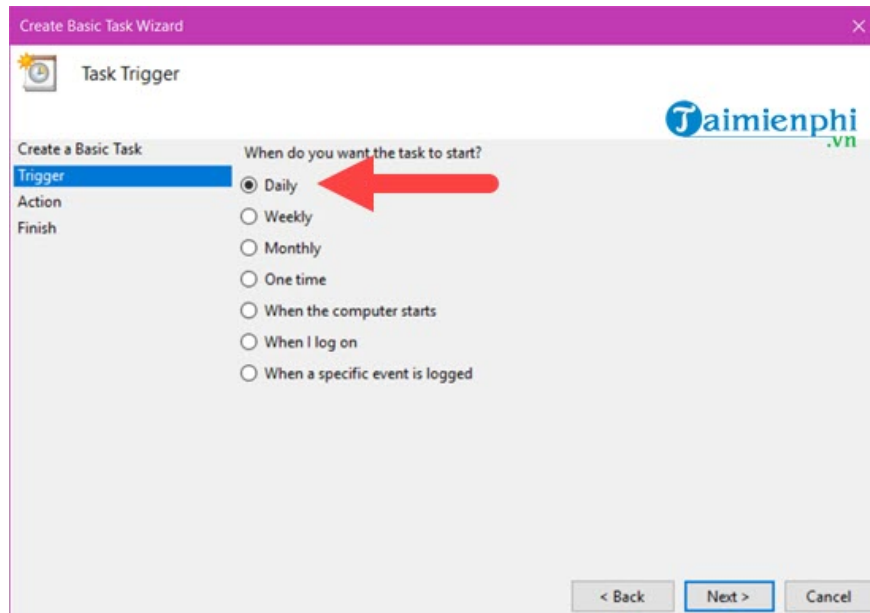 Create Basic Task Wizard
Task Trigger
Taimienphi
.vn
Create a Basic Task
Trigger
Action
Finish
When do you want the task to start?
Daily
Weekly
Monthly
One time
When the computer starts
When I log on
When a specific event is logged
< Back
Next >
Cancel